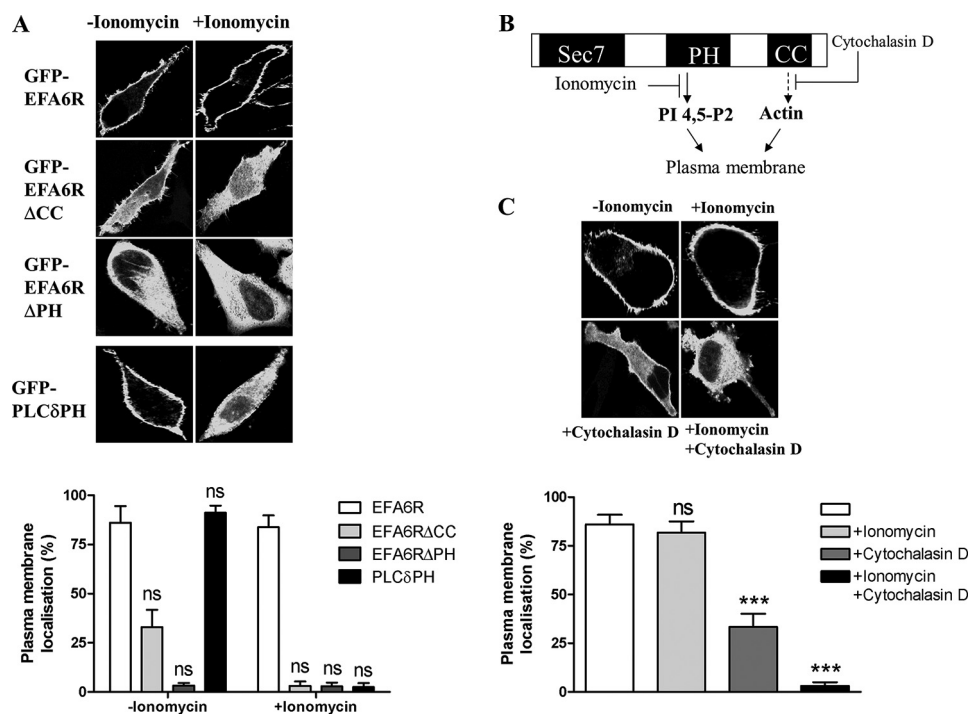 A
-Ionomycin +Ionomycin
GFP-
EFA6R
GFP-
EFA6R
ΔCC
GFP-
EFA6R
ΔPH
GFP-
PLCδPH
Plasma membrane
localisation (%)
100
75
50
25
0
ns
ns
ns
ns
ns
ns
-Ionomycin +Ionomycin
EFA6R
EFA6RΔCC
EFA6RΔPH
PLCδPH
B
Sec7 PH CC
Cytochalasin D
Ionomycin
PI 4,5-P2 Actin
Plasma membrane
C
-Ionomycin +Ionomycin
+Cytochalasin D
+Ionomycin
+Cytochalasin D
Plasma membrane
localisation (%)
100
75
50
25
0
ns
***
***
+Ionomycin
+Cytochalasin D
+Ionomycin
+Cytochalasin D